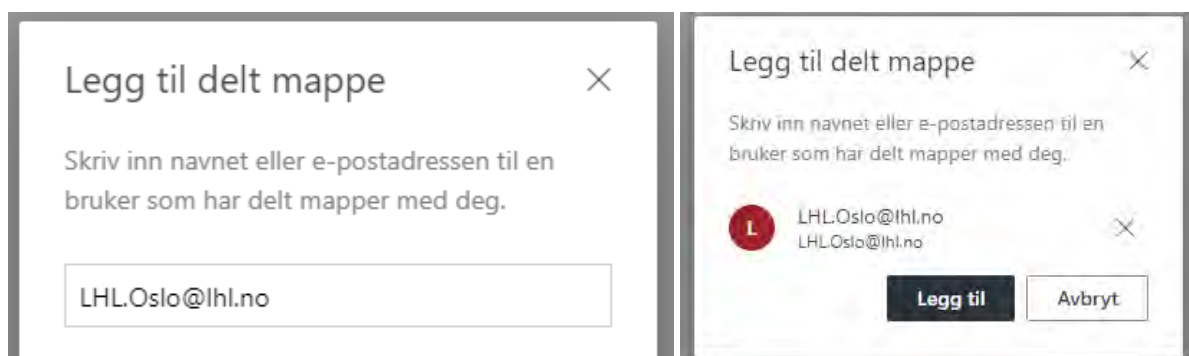 Legg til delt mappe
Skriv inn navnet eller e-postadressen til en
bruker som har delt mapper med deg.
LHL.Oslo@lhl.no
Legg til delt mappe
Skriv inn navnet eller e-postadressen til en
bruker som har delt mapper med deg.
L
LHL.Oslo@lhl.no
LHL.Oslo@lhl.no
Legg til
Avbryt